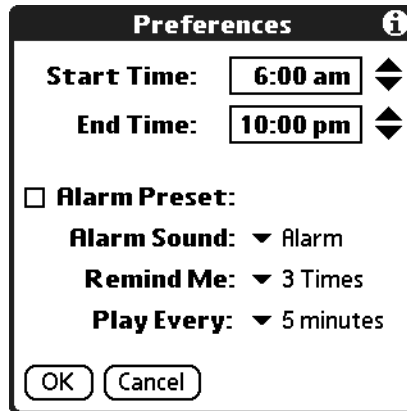 Preferences
Start Time: 6:00 am
End Time: 10:00 pm
Alarm Preset:
Alarm Sound: Alarm
Remind Me: 3 Times
Play Every: 5 minutes
OK Cancel